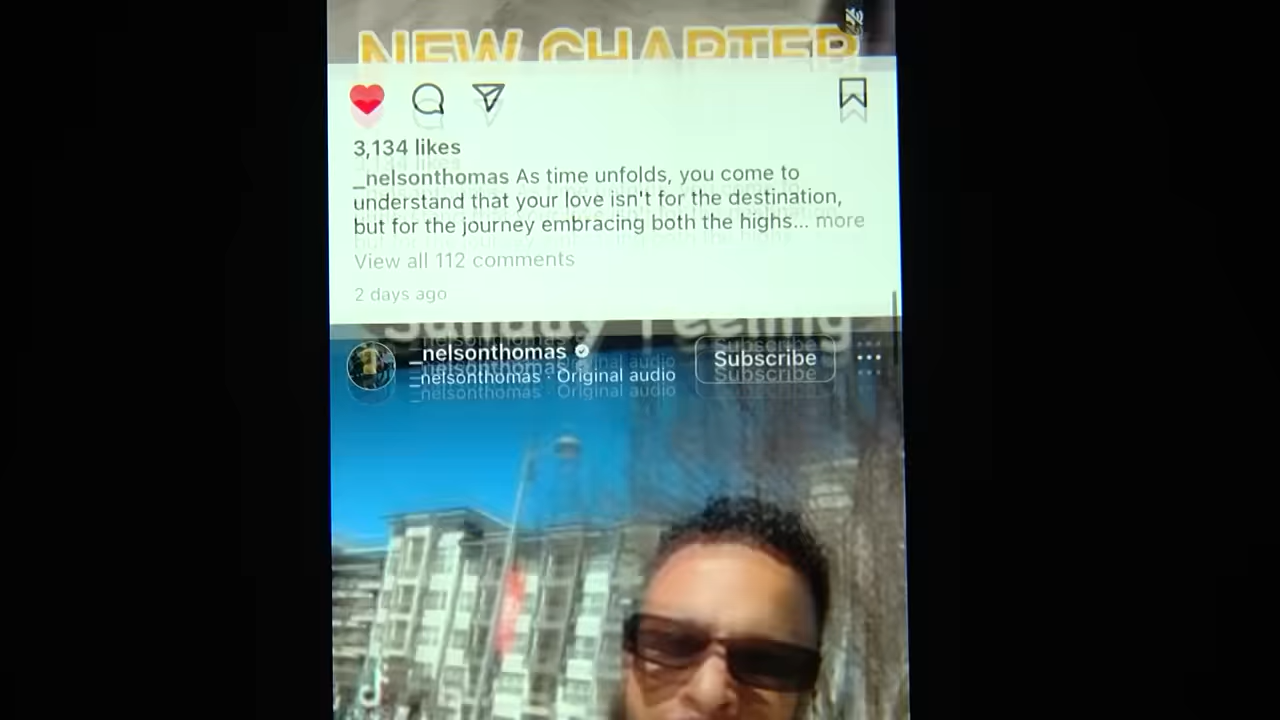 NEW CHAPTER
3,134 likes
_nelsonthomas As time unfolds, you come to
understand that your love isn't for the destination,
but for the journey embracing both the highs... more
View all 112 comments
2 days ago
Sunday Feeling
_nelsonthomas
_nelsonthomas · Original audio
Subscribe